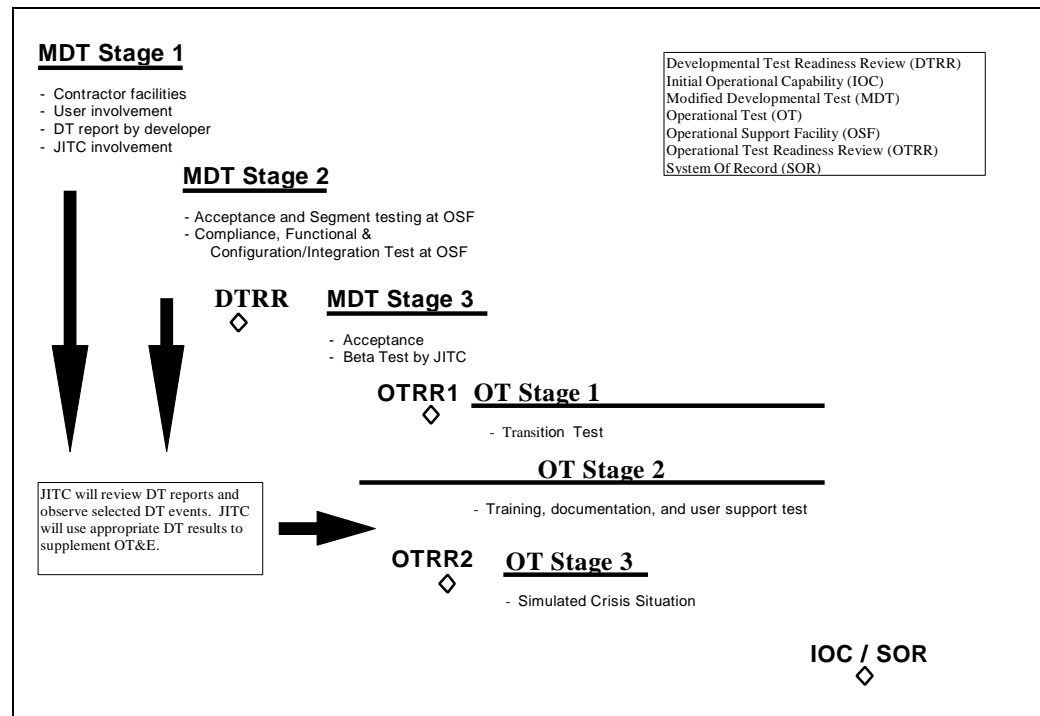 MDT Stage 1
- Contractor facilities
- User involvement
- DT report by developer
- JITC involvement
Developmental Test Readiness Review (DTRR)
Initial Operational Capability (IOC)
Modified Developmental Test (MDT)
Operational Test (OT)
Operational Support Facility (OSF)
Operational Test Readiness Review (OTRR)
System Of Record (SOR)
MDT Stage 2
- Acceptance and Segment testing at OSF
- Compliance, Functional &
Configuration/Integration Test at OSF
DTRR
MDT Stage 3
- Acceptance
- Beta Test by JITC
OTRR1
OT Stage 1
- Transition Test
OT Stage 2
- Training, documentation, and user support test
JITC will review DT reports and
observe selected DT events. JITC
will use appropriate DT results to
supplement OT&E.
OTRR2
OT Stage 3
- Simulated Crisis Situation
IOC / SOR